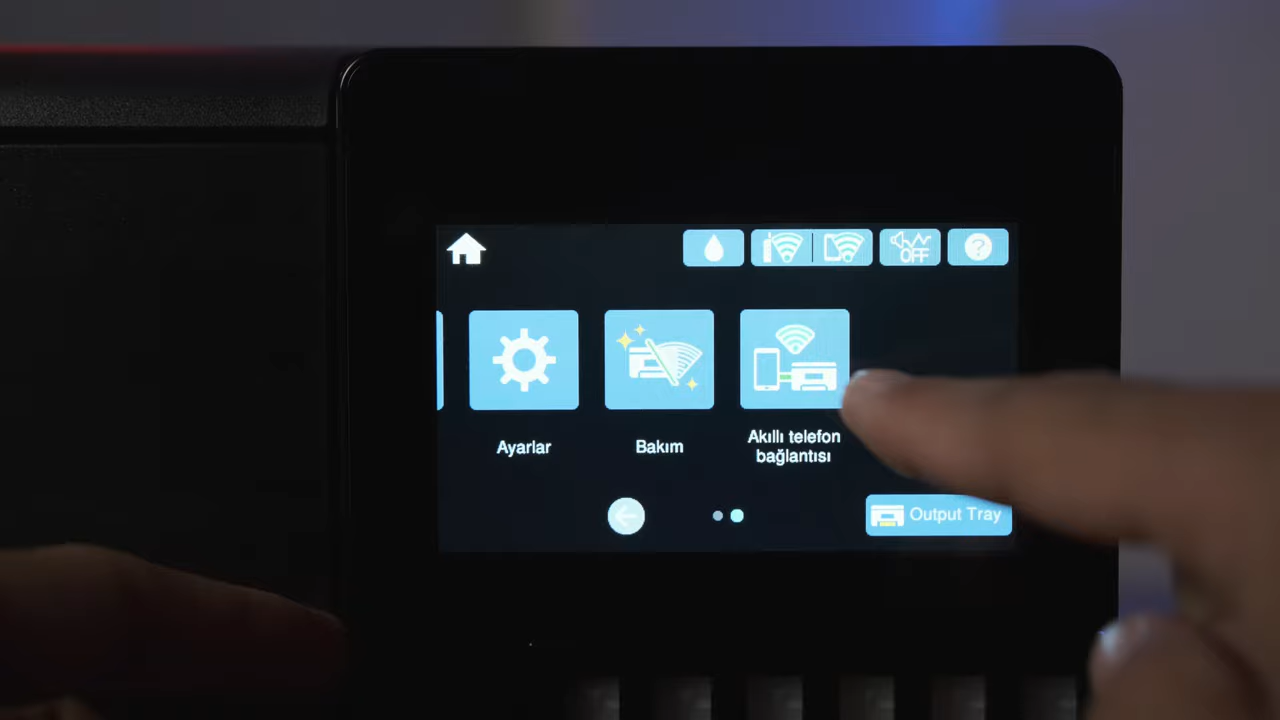 OFF
?
Ayarlar
Bakım
Akıllı telefon
bağlantısı
Output Tray